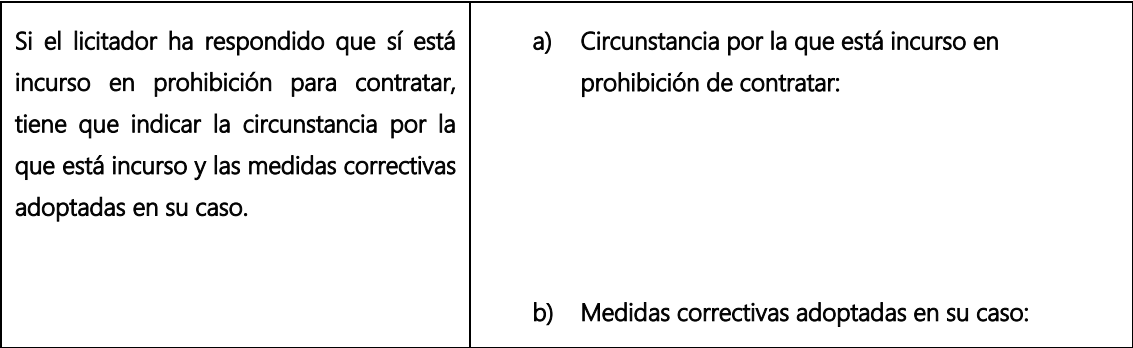 Si el licitador ha respondido que sí está
incurso en prohibición para contratar,
tiene que indicar la circunstancia por la
que está incurso y las medidas correctivas
adoptadas en su caso.
a) Circunstancia por la que está incurso en
prohibición de contratar:
b) Medidas correctivas adoptadas en su caso: